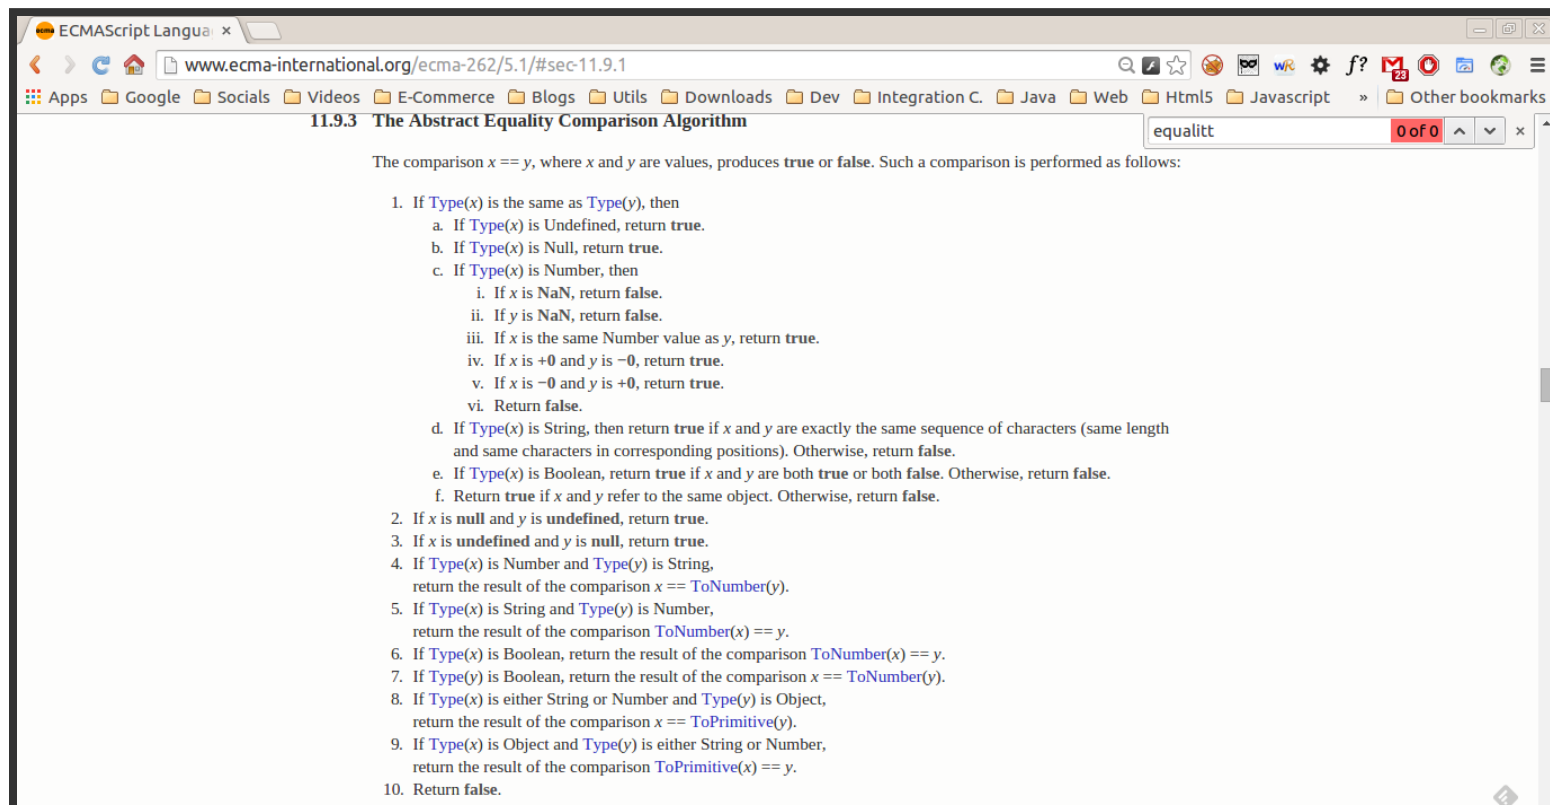 ECMAScript Langua ×
www.ecma-international.org/ecma-262/5.1/#sec-11.9.1
wR f? 23
Apps Google Socials Videos E-Commerce Blogs Utils Downloads Dev Integration C. Java Web Html5 Javascript » Other bookmarks
equalitt 0 of 0 ×
11.9.3 The Abstract Equality Comparison Algorithm
The comparison x == y, where x and y are values, produces true or false. Such a comparison is performed as follows:
1. If Type(x) is the same as Type(y), then
a. If Type(x) is Undefined, return true.
b. If Type(x) is Null, return true.
c. If Type(x) is Number, then
i. If x is NaN, return false.
ii. If y is NaN, return false.
iii. If x is the same Number value as y, return true.
iv. If x is +0 and y is −0, return true.
v. If x is −0 and y is +0, return true.
vi. Return false.
d. If Type(x) is String, then return true if x and y are exactly the same sequence of characters (same length
and same characters in corresponding positions). Otherwise, return false.
e. If Type(x) is Boolean, return true if x and y are both true or both false. Otherwise, return false.
f. Return true if x and y refer to the same object. Otherwise, return false.
2. If x is null and y is undefined, return true.
3. If x is undefined and y is null, return true.
4. If Type(x) is Number and Type(y) is String,
return the result of the comparison x == ToNumber(y).
5. If Type(x) is String and Type(y) is Number,
return the result of the comparison ToNumber(x) == y.
6. If Type(x) is Boolean, return the result of the comparison ToNumber(x) == y.
7. If Type(y) is Boolean, return the result of the comparison x == ToNumber(y).
8. If Type(x) is either String or Number and Type(y) is Object,
return the result of the comparison x == ToPrimitive(y).
9. If Type(x) is Object and Type(y) is either String or Number,
return the result of the comparison ToPrimitive(x) == y.
10. Return false.